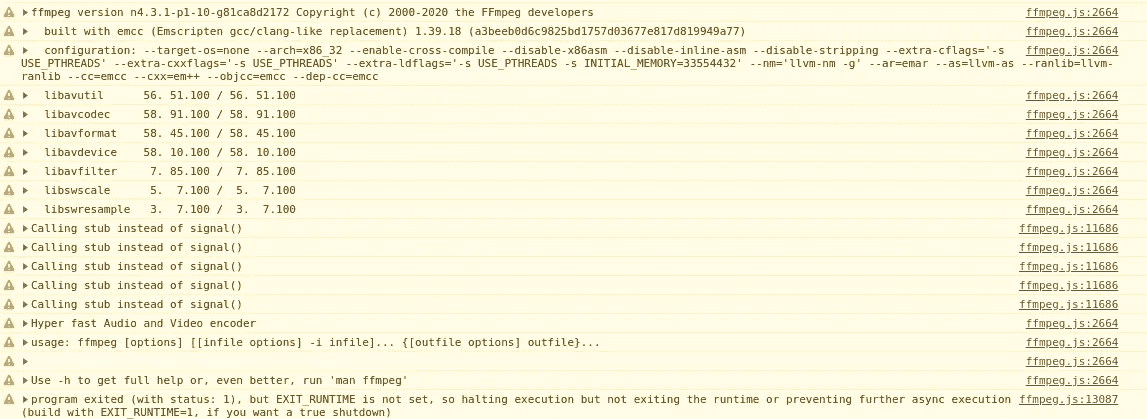 ffmpeg version n4.3.1-p1-10-g81ca8d2172 Copyright (c) 2000-2020 the FFmpeg developers ffmpeg.js:2664
built with emcc (Emscripten gcc/clang-like replacement) 1.39.18 (a3beeb0d6c9825bd1757d03677e817d819949a77) ffmpeg.js:2664
configuration: --target-os=none --arch=x86_32 --enable-cross-compile --disable-x86asm --disable-inline-asm --disable-stripping --extra-cflags='-s ffmpeg.js:2664
USE_PTHREADS' --extra-cxxflags='-s USE_PTHREADS' --extra-ldflags='-s USE_PTHREADS -s INITIAL_MEMORY=33554432' --nm='llvm-nm -g' --ar=emar --as=llvm-as --ranlib=llvm-
ranlib --cc=emcc --cxx=em++ --objcc=emcc --dep-cc=emcc
libavutil 56. 51.100 / 56. 51.100 ffmpeg.js:2664
libavcodec 58. 91.100 / 58. 91.100 ffmpeg.js:2664
libavformat 58. 45.100 / 58. 45.100 ffmpeg.js:2664
libavdevice 58. 10.100 / 58. 10.100 ffmpeg.js:2664
libavfilter 7. 85.100 / 7. 85.100 ffmpeg.js:2664
libswscale 5. 7.100 / 5. 7.100 ffmpeg.js:2664
libswresample 3. 7.100 / 3. 7.100 ffmpeg.js:2664
Calling stub instead of signal() ffmpeg.js:11686
Calling stub instead of signal() ffmpeg.js:11686
Calling stub instead of signal() ffmpeg.js:11686
Calling stub instead of signal() ffmpeg.js:11686
Calling stub instead of signal() ffmpeg.js:11686
Hyper fast Audio and Video encoder ffmpeg.js:2664
usage: ffmpeg [options] [[infile options] -i infile]... {[outfile options] outfile}... ffmpeg.js:2664
ffmpeg.js:2664
Use -h to get full help or, even better, run 'man ffmpeg' ffmpeg.js:2664
program exited (with status: 1), but EXIT_RUNTIME is not set, so halting execution but not exiting the runtime or preventing further async execution ffmpeg.js:13087
(build with EXIT_RUNTIME=1, if you want a true shutdown)